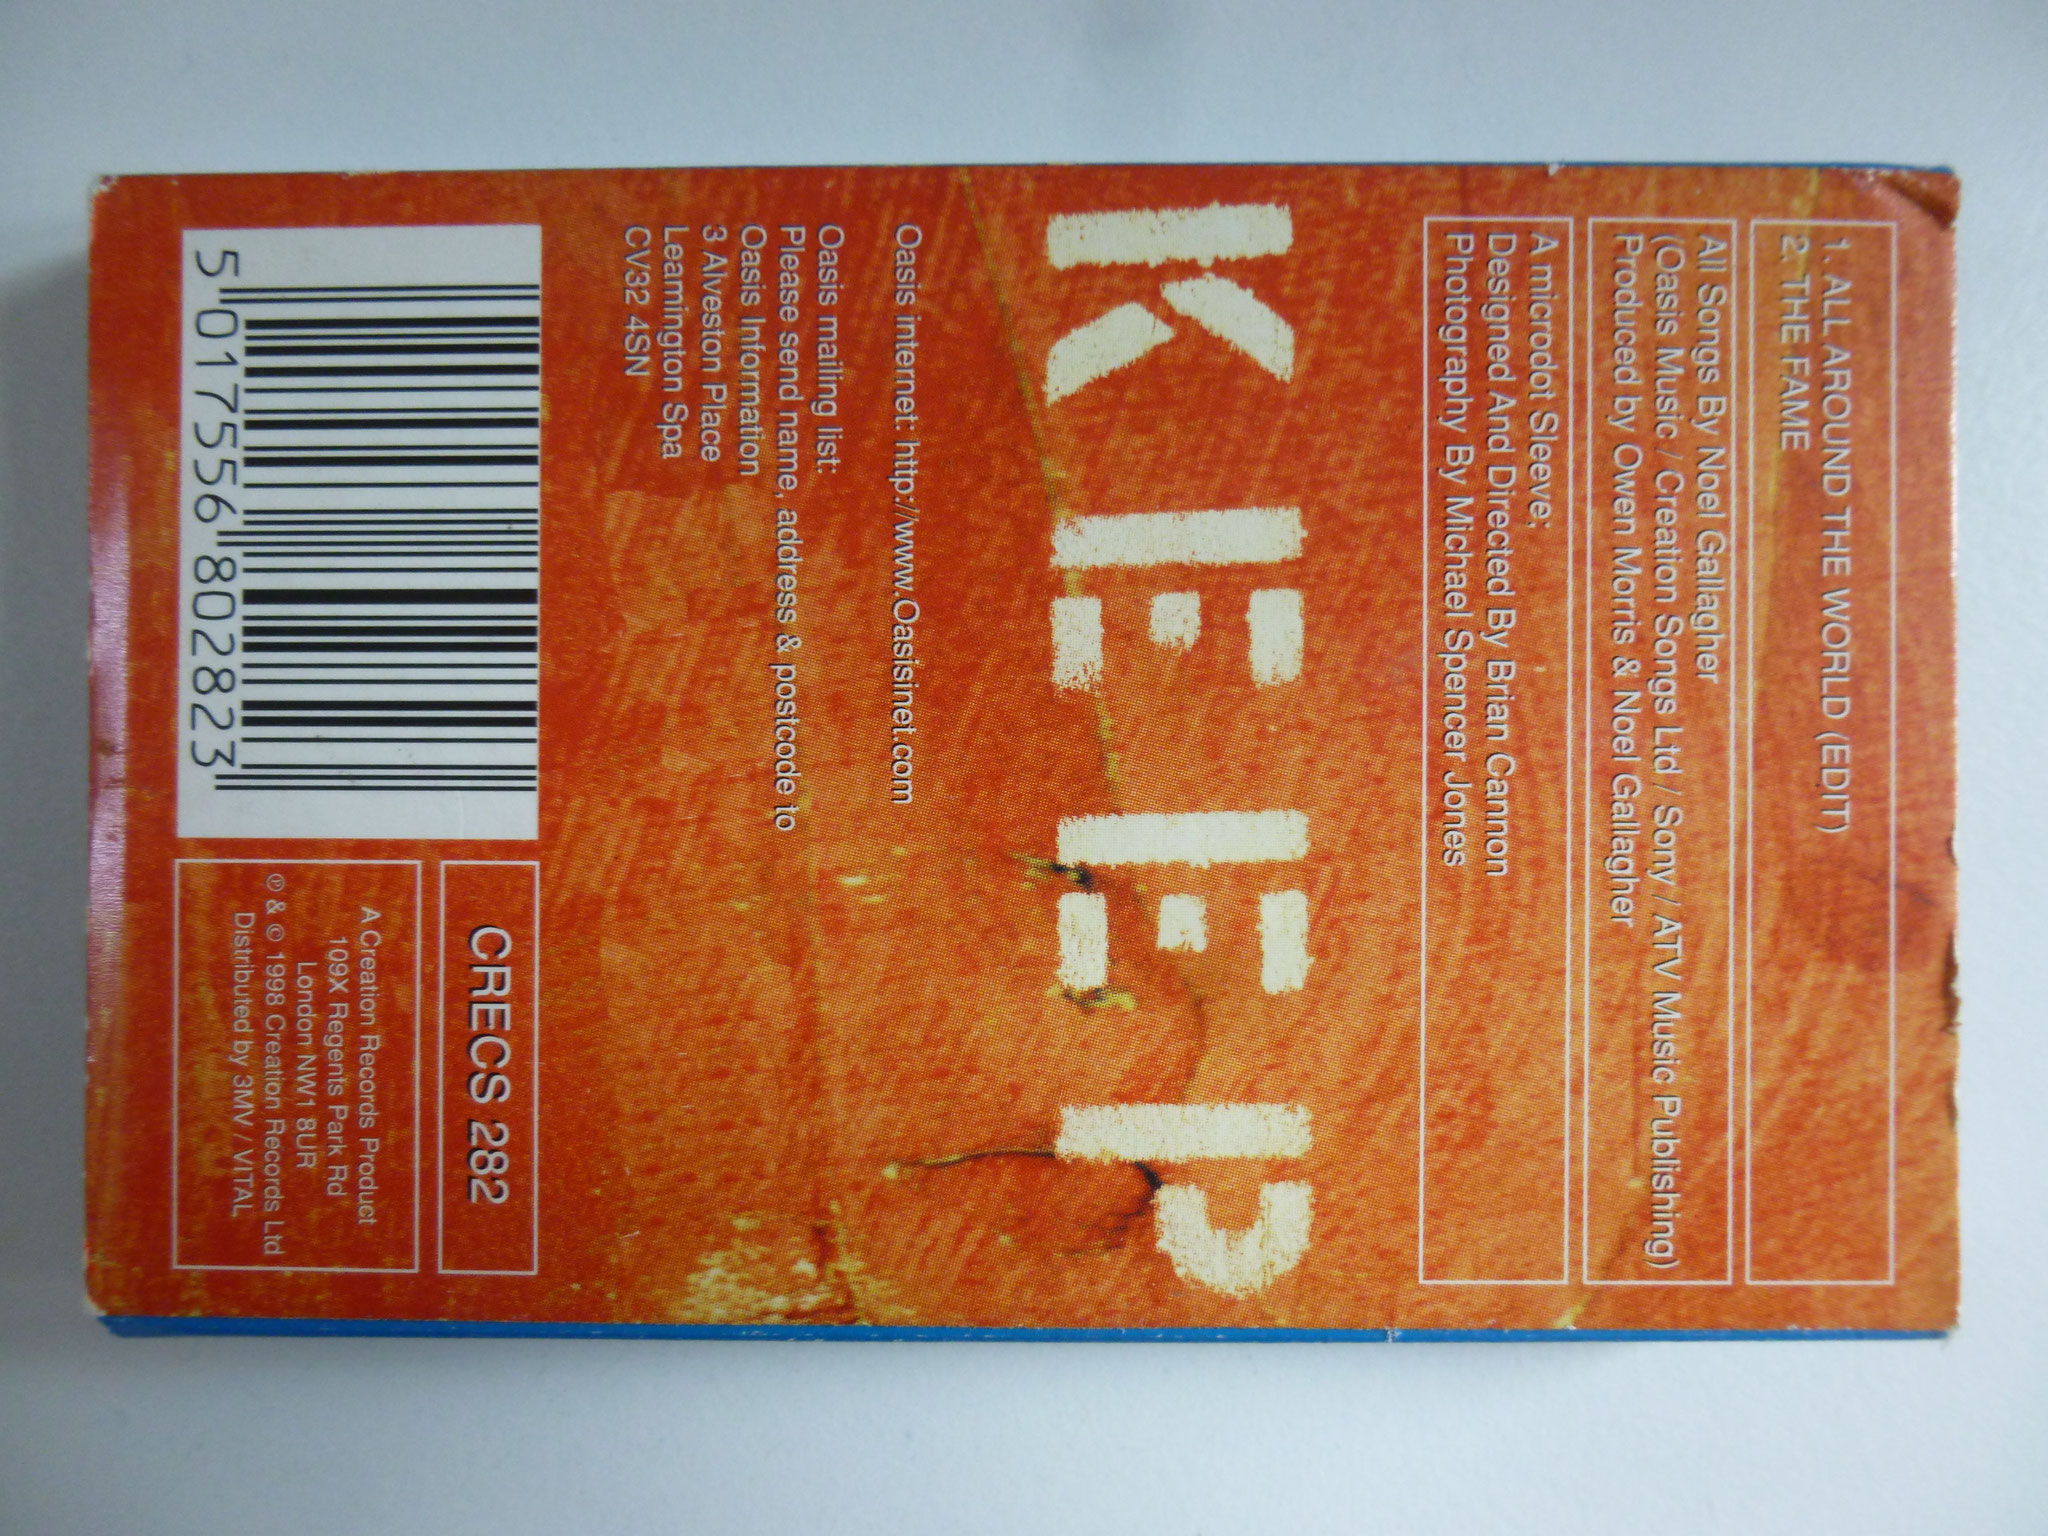 1. ALL AROUND THE WORLD (EDIT)
2. THE FAME
All Songs By Noel Gallagher
(Oasis Music / Creation Songs Ltd / Sony / ATV Music Publishing)
Produced by Owen Morris & Noel Gallagher
A microdot Sleeve;
Designed And Directed By Brian Cannon
Photography By Michael Spencer Jones
KEEP
Oasis internet: http://www.Oasisinet.com
Oasis mailing list:
Please send name, address & postcode to
Oasis Information
3 Alveston Place
Leamington Spa
CV32 4SN
5 017556 802823
CRECS 282
A Creation Records Product
109X Regents Park Rd
London NW1 8UR
℗ & © 1998 Creation Records Ltd
Distributed by 3MV / VITAL